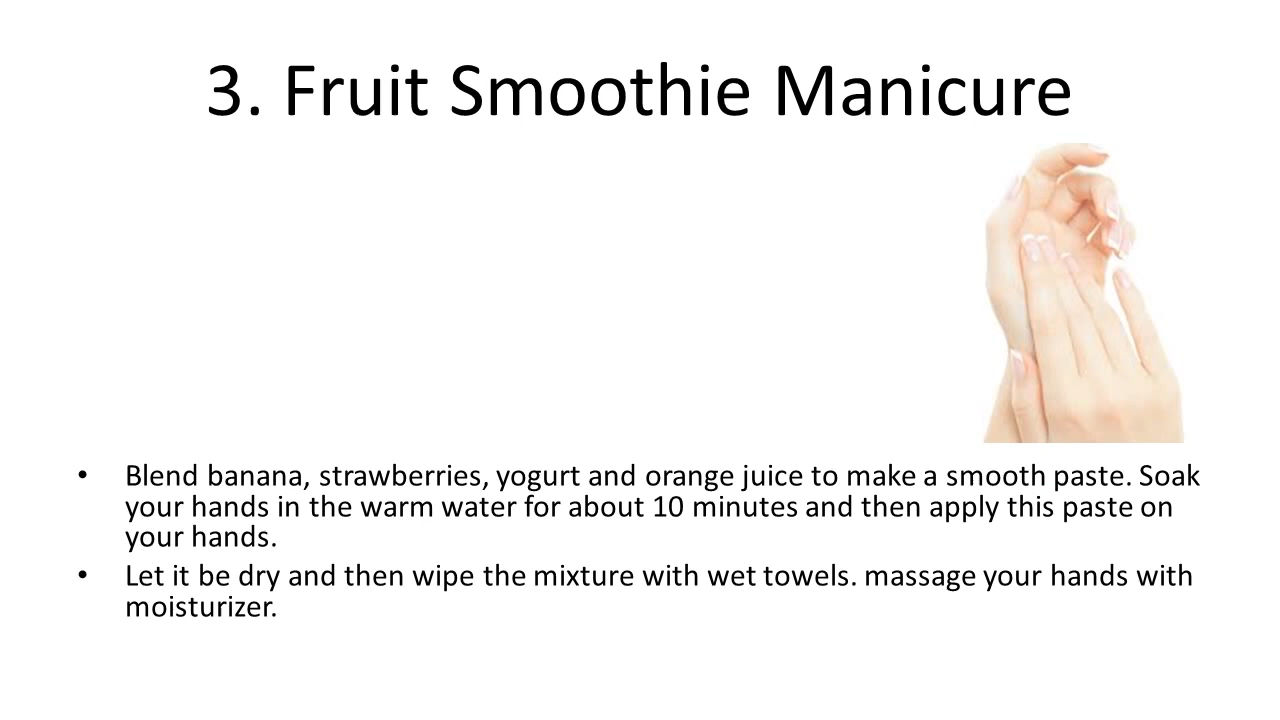 3. Fruit Smoothie Manicure
• Blend banana, strawberries, yogurt and orange juice to make a smooth paste. Soak
your hands in the warm water for about 10 minutes and then apply this paste on
your hands.
• Let it be dry and then wipe the mixture with wet towels. massage your hands with
moisturizer.